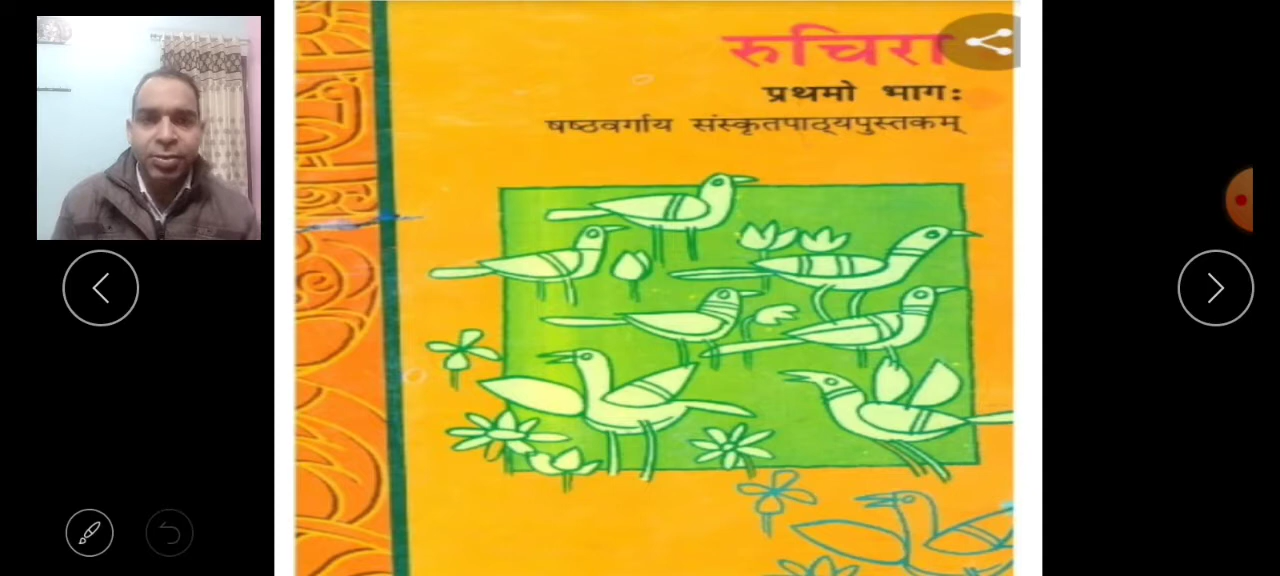 रुचिरा
प्रथमो भागः
षष्ठवर्गाय संस्कृतपाठ्यपुस्तकम्